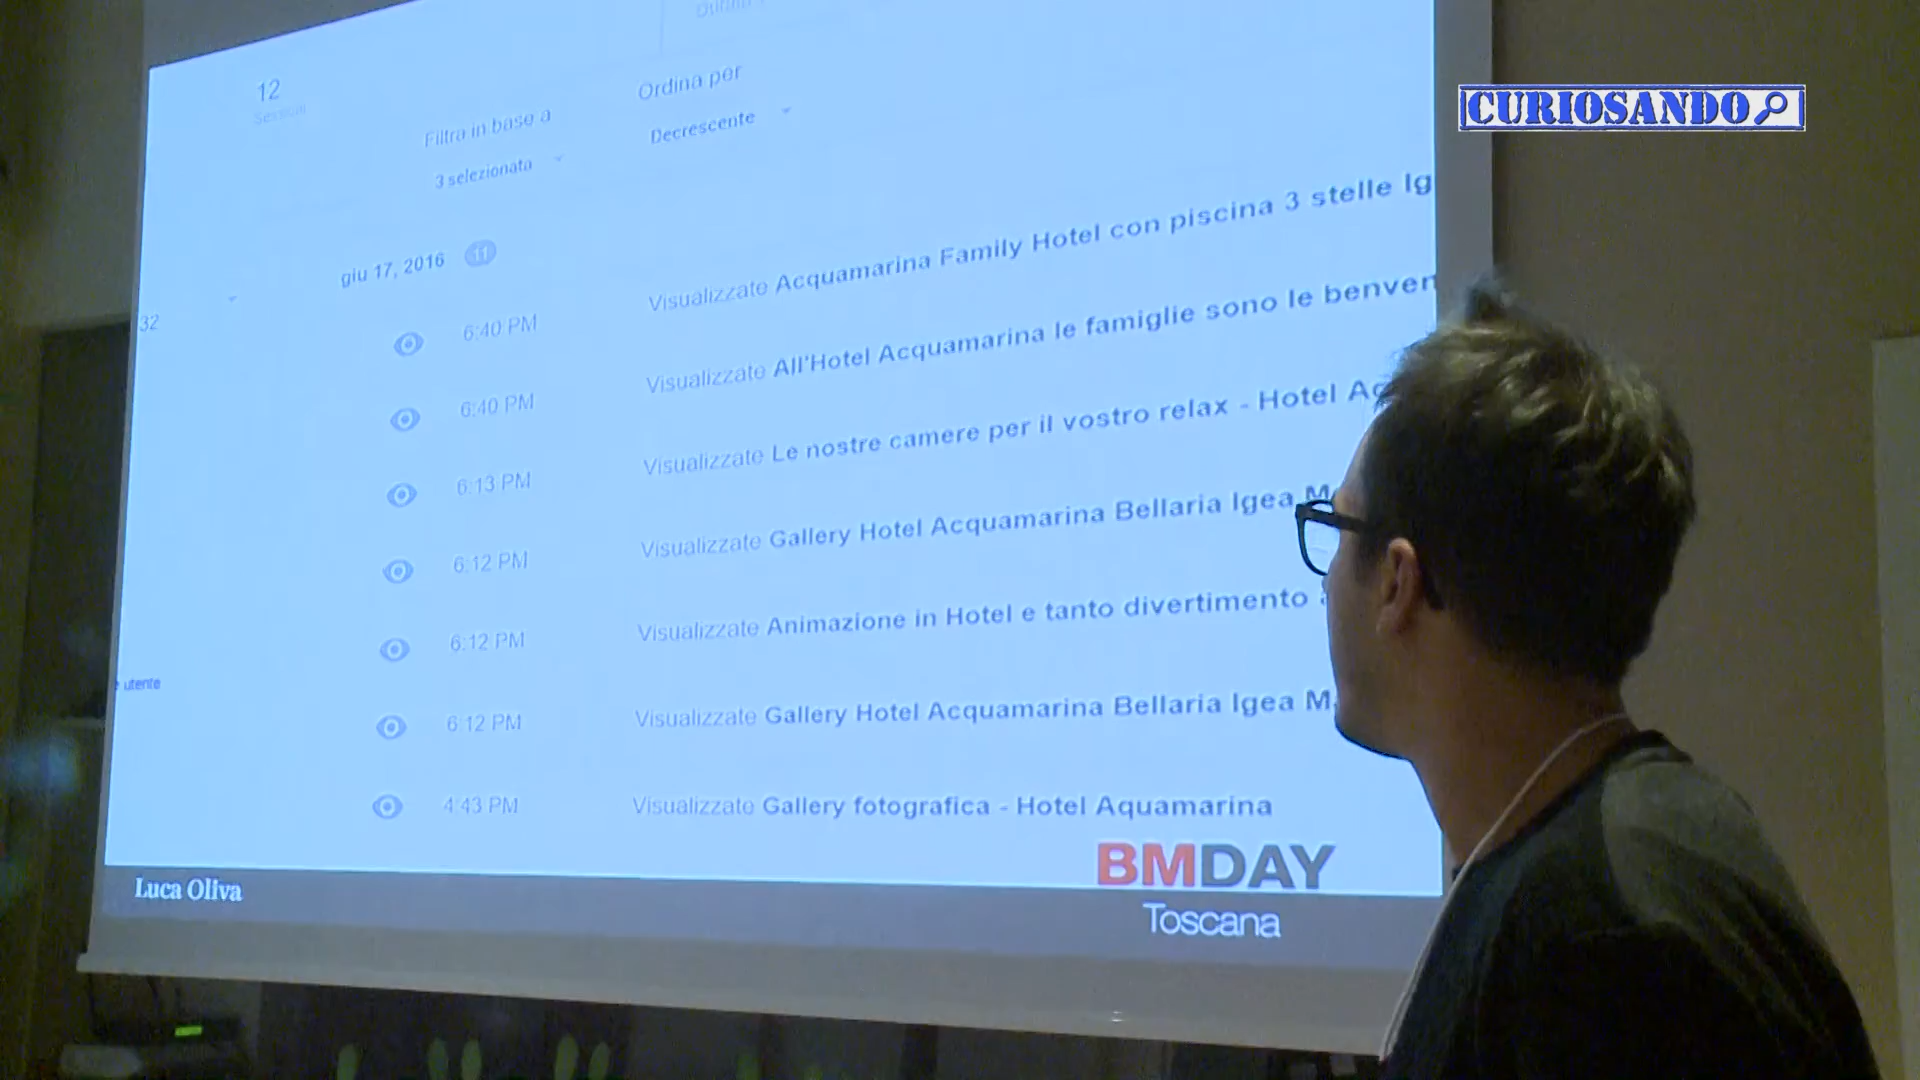 12
Sessioni
Filtra in base a
3 selezionata
Ordina per
Decrescente
CURIOSANDO
giu 17, 2016 11
32
6:40 PM Visualizzate Acquamarina Family Hotel con piscina 3 stelle Ig
6:40 PM Visualizzate All'Hotel Acquamarina le famiglie sono le benven
6:13 PM Visualizzate Le nostre camere per il vostro relax - Hotel Ac
6:12 PM Visualizzate Gallery Hotel Acquamarina Bellaria Igea M
6:12 PM Visualizzate Animazione in Hotel e tanto divertimento
utente
6:12 PM Visualizzate Gallery Hotel Acquamarina Bellaria Igea M
4:43 PM Visualizzate Gallery fotografica - Hotel Aquamarina
BMDAY
Toscana
Luca Oliva